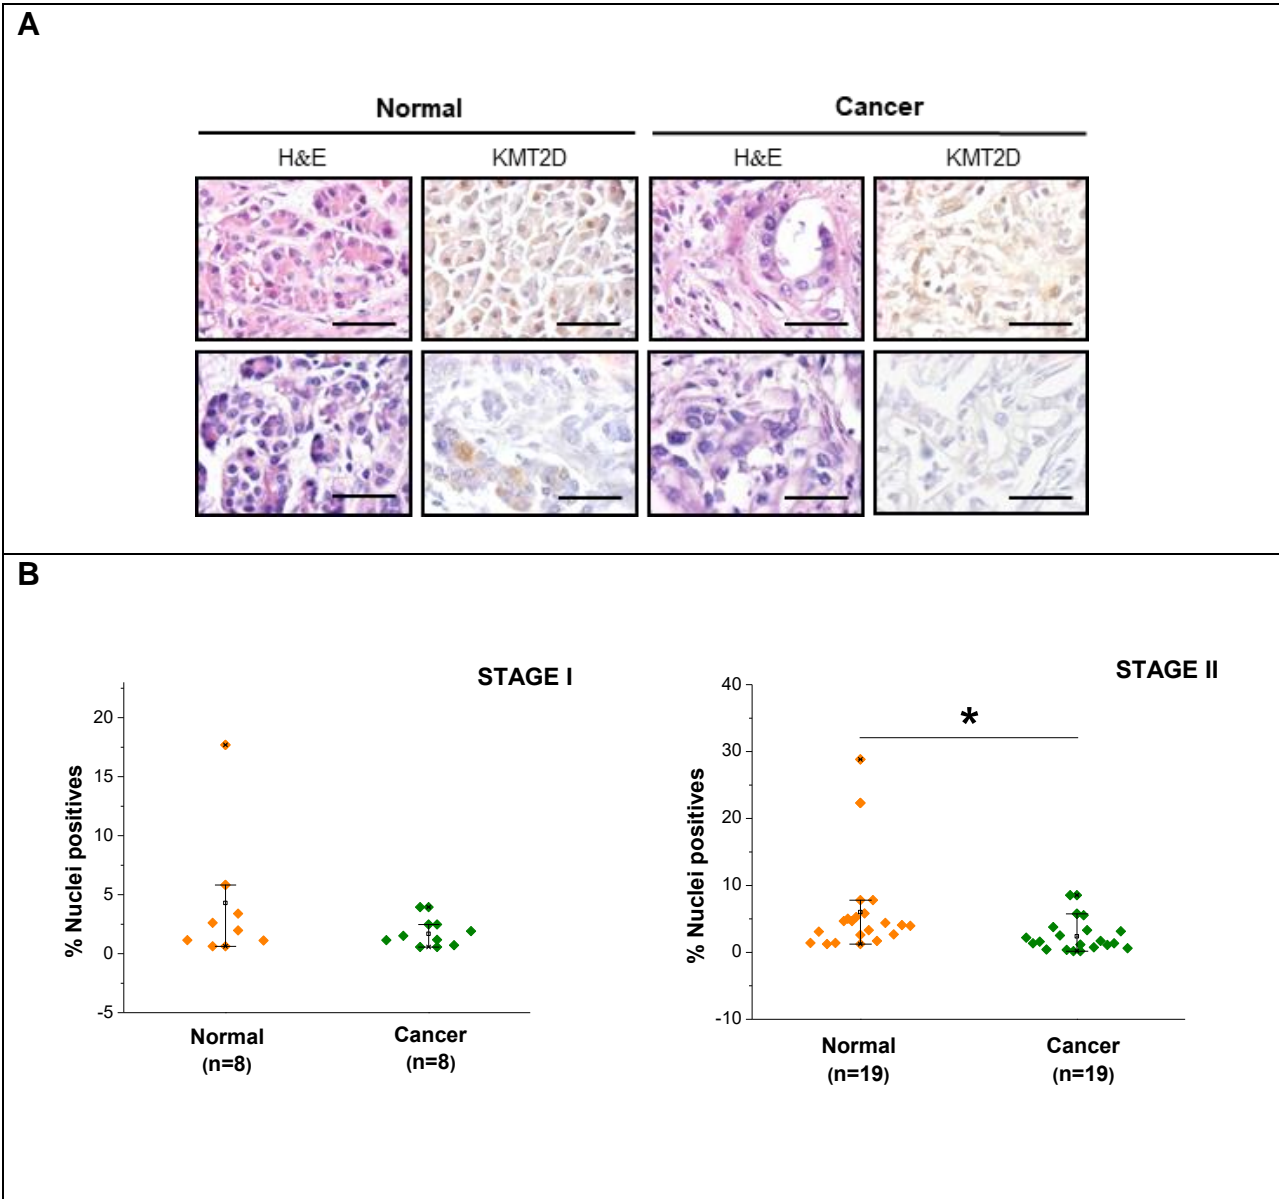 A
Normal Cancer
H&E KMT2D H&E KMT2D
B
STAGE I
% Nuclei positives
20
15
10
5
0
-5
Normal Cancer
(n=8) (n=8)
STAGE II
*
% Nuclei positives
40
30
20
10
0
-10
Normal Cancer
(n=19) (n=19)